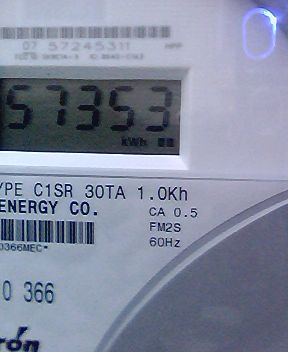 07 57245311
57353
kWh
YPE C1SR 30TA 1.0Kh
ENERGY CO.
CA 0.5
FM2S
60Hz
0366MEC*
0 366
rón